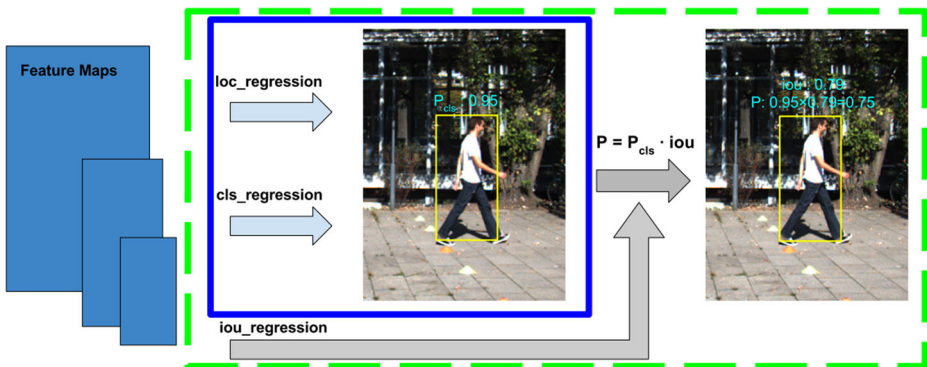 Feature Maps
loc_regression
cls_regression
iou_regression
P_cls : 0.95
P = P_cls · iou
iou : 0.79
P: 0.95×0.79=0.75